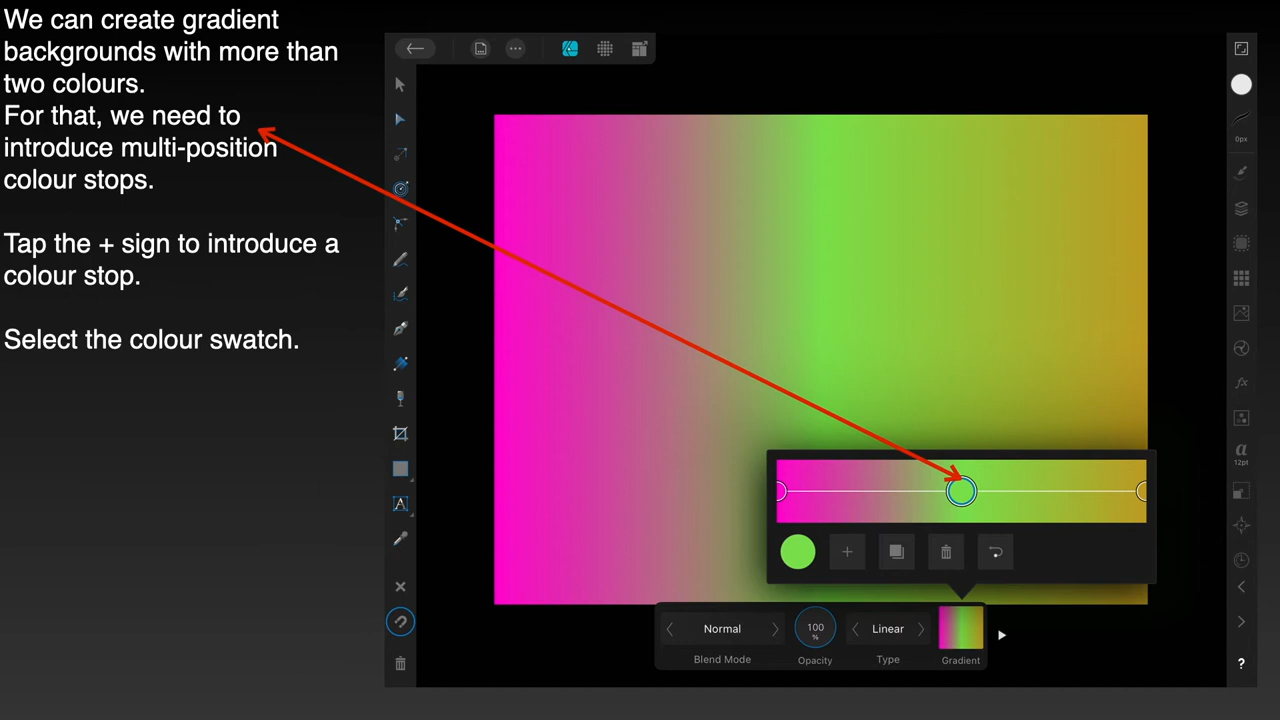 We can create gradient
backgrounds with more than
two colours.
For that, we need to
introduce multi-position
colour stops.
Tap the + sign to introduce a
colour stop.
Select the colour swatch.
0px
fx
a
12pt
A
Normal
100
%
Linear
Blend Mode
Opacity
Type
Gradient
?